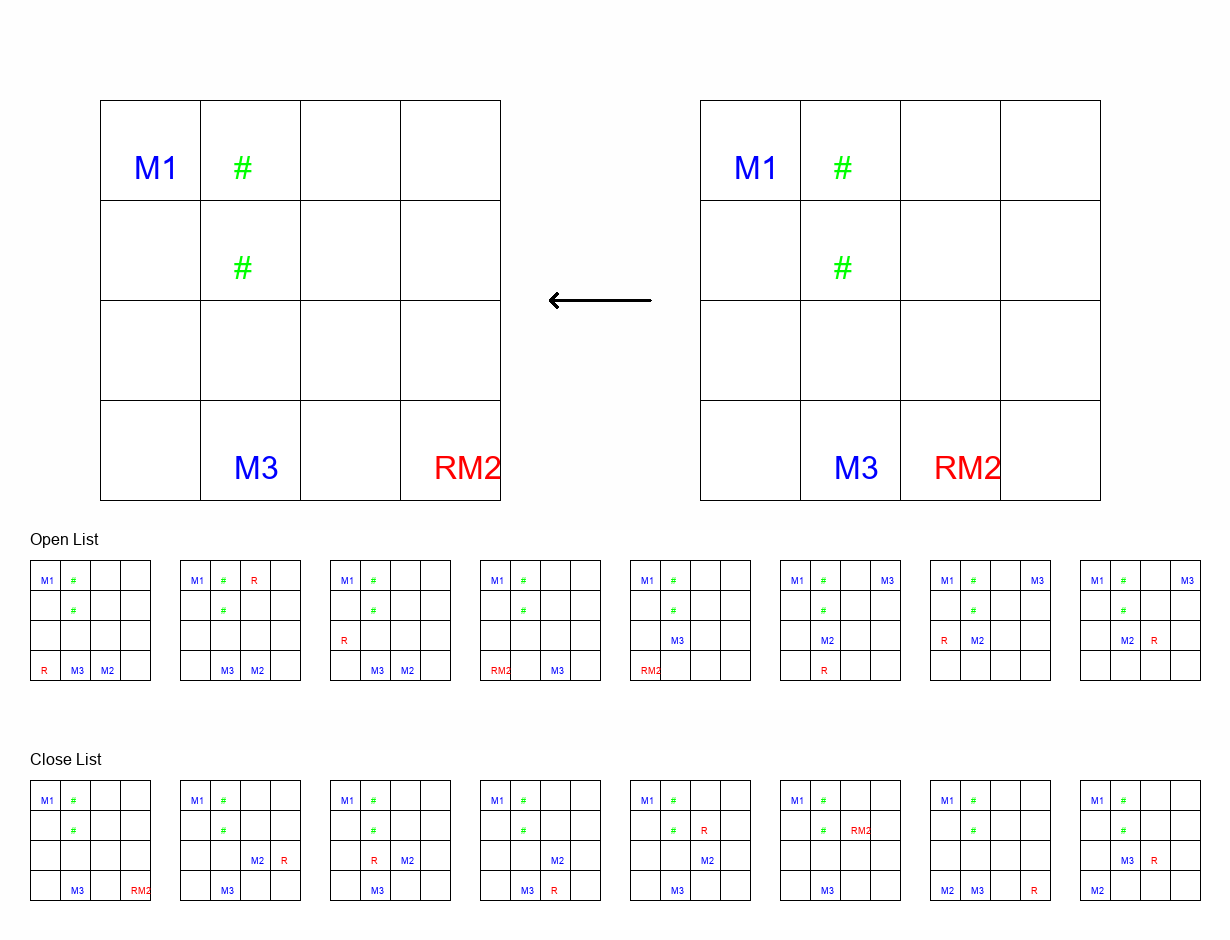 M1 # M1 #
# #
M3 RM2 M3 RM2
Open List
M1 # M1 # R M1 # M1 # M1 # M1 # M3 M1 # M3 M1 # M3
# # # # # # # #
R M3 M2 R M2 M2 R
R M3 M2 M3 M2 M3 M2 RM2 M3 RM2 R
Close List
M1 # M1 # M1 # M1 # M1 # M1 # M1 # M1 #
# # # # # R # RM2 # #
M2 R R M2 M2 M2 M3 R
M3 RM2 M3 M3 M3 R M3 M3 M2 M3 R M2